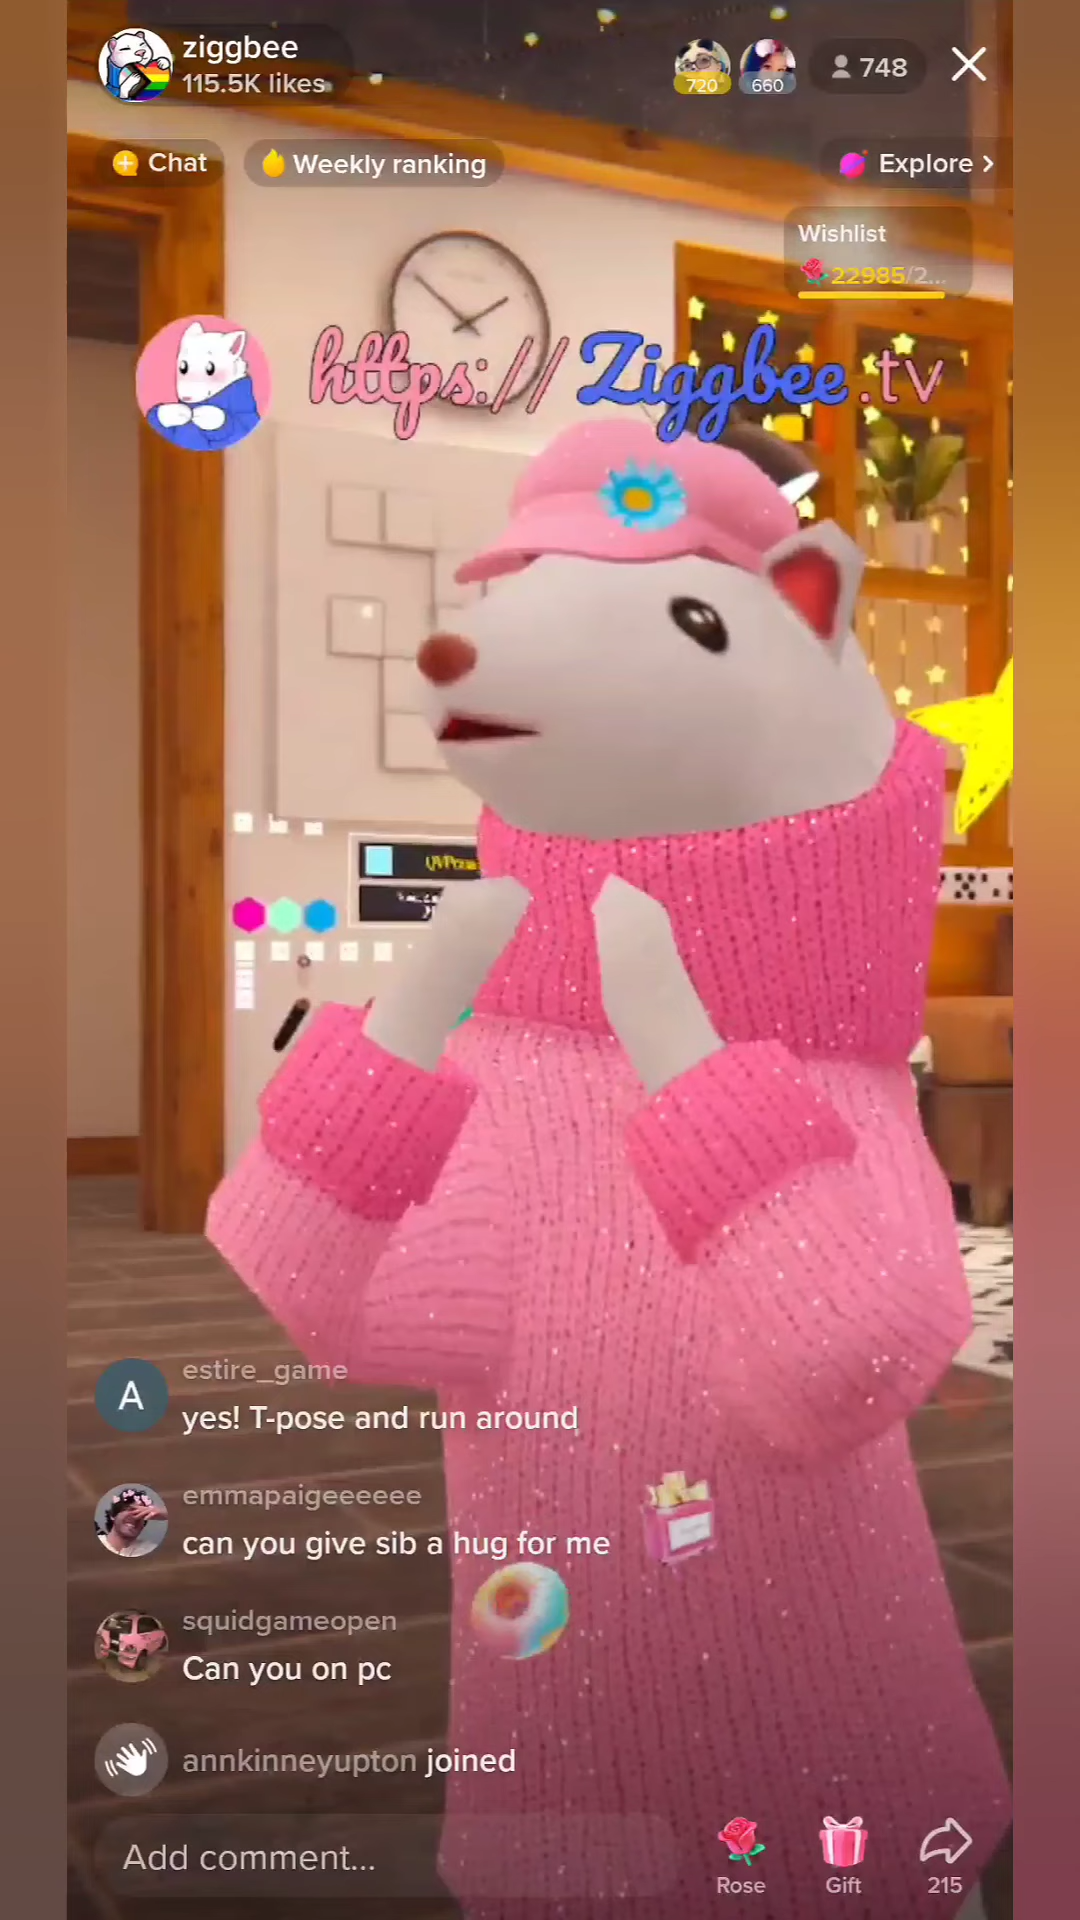 ziggbee
115.5K likes
720
660
748
Chat
Weekly ranking
Explore
Wishlist
22985/2...
https://Ziggbee.tv
estire_game
A
yes! T-pose and run around
emmapaigeeeeee
can you give sib a hug for me
squidgameopen
Can you on pc
annkinneyupton joined
Add comment...
Rose
Gift
215